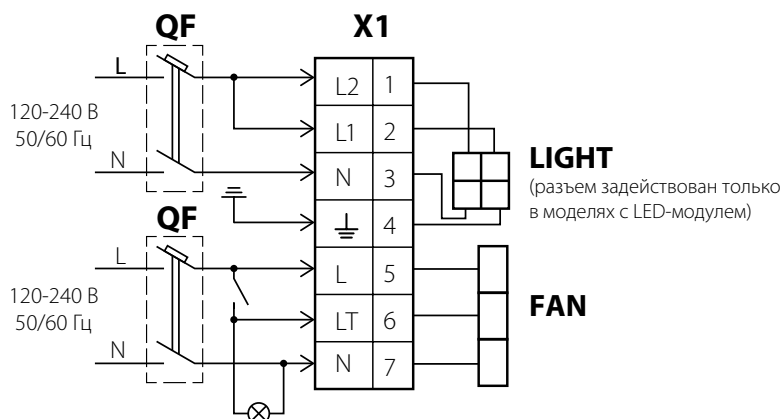 QF
X1
L
L2 1
120-240 В
50/60 Гц
L1 2
N
N 3
LIGHT
(разъем задействован только
в моделях с LED-модулем)
4
QF
L
L 5
120-240 В
50/60 Гц
LT 6
FAN
N
N 7